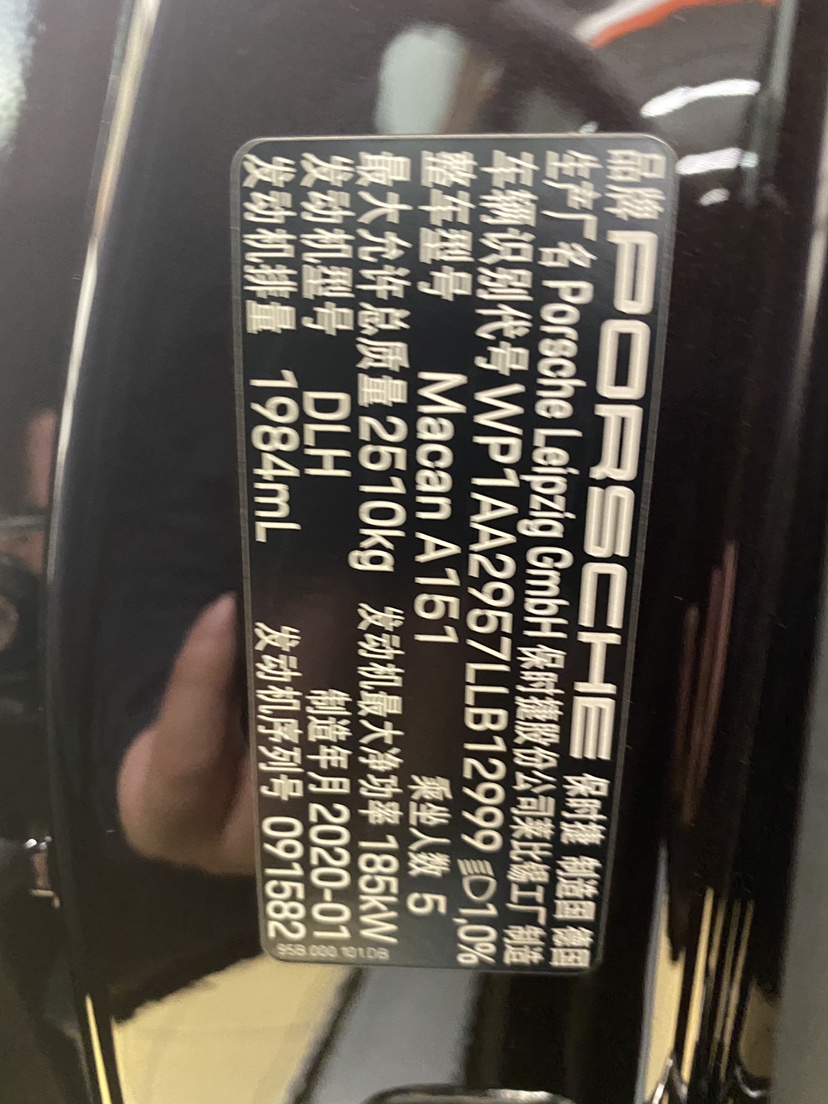 品牌 PORSCHE 保时捷 制造国 德国
生产厂名 Porsche Leipzig GmbH 保时捷股份公司莱比锡工厂 制造
车辆识别代号 WP1AA2957LLB12999 1,0%
整车型号 Macan A151 乘坐人数 5
最大允许总质量 2510kg 发动机最大净功率 185kW
发动机型号 DLH 制造年月 2020-01
发动机排量 1984mL 发动机序列号 091582
95B.000.101.DB